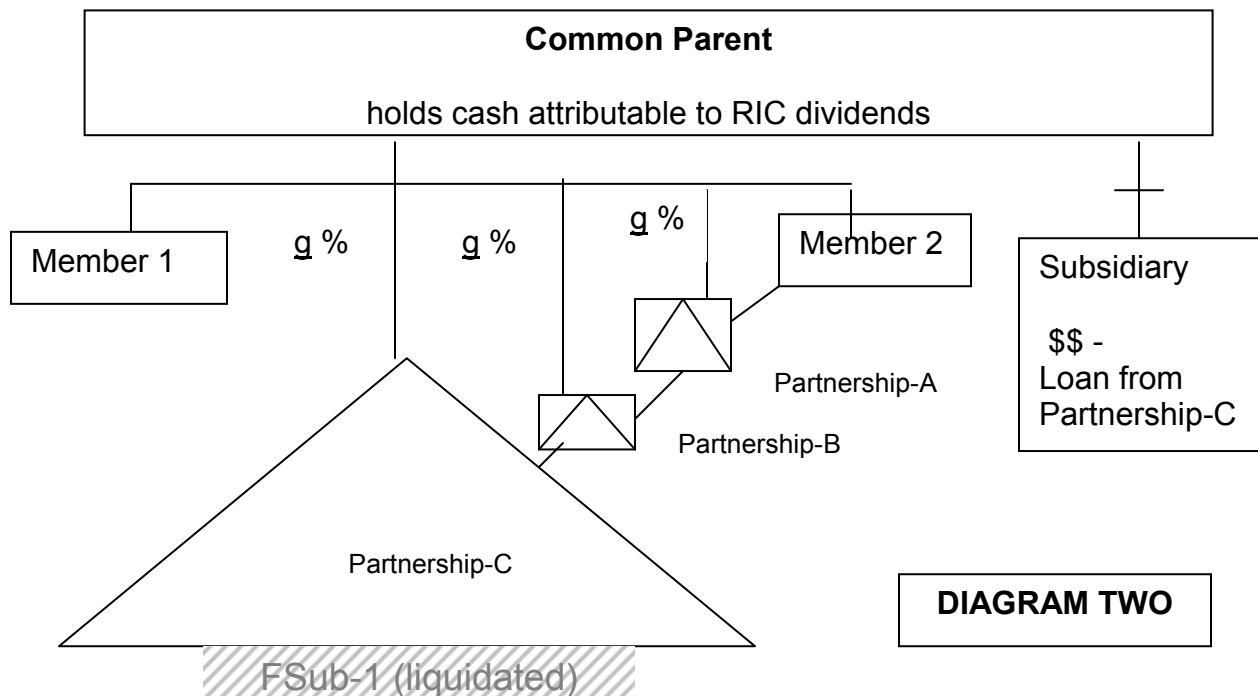 Common Parent
holds cash attributable to RIC dividends
g %
g %
g %
Member 1
Member 2
Subsidiary
$$ -
Loan from
Partnership-C
Partnership-A
Partnership-B
Partnership-C
DIAGRAM TWO
FSub-1 (liquidated)